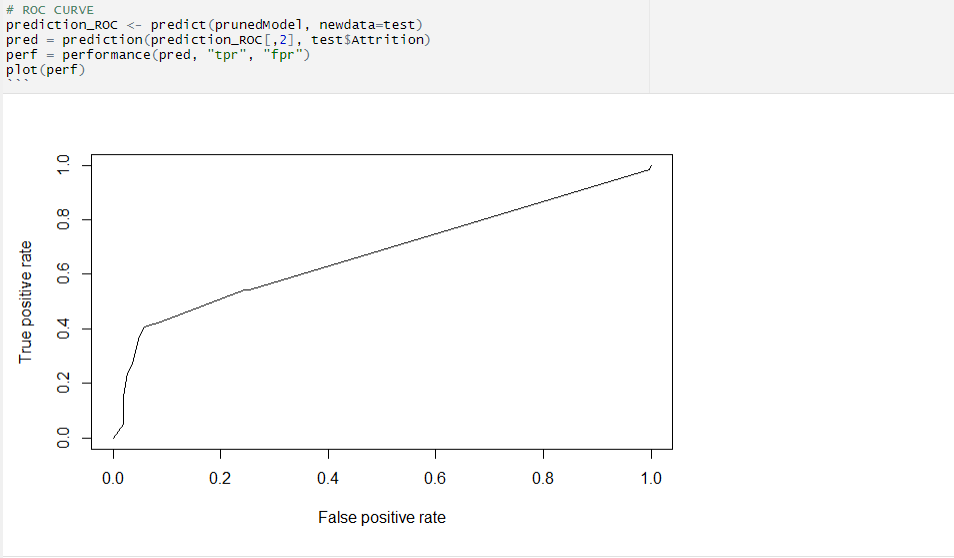 # ROC CURVE
prediction_ROC <- predict(prunedModel, newdata=test)
pred = prediction(prediction_ROC[,2], test$Attrition)
perf = performance(pred, "tpr", "fpr")
plot(perf)
```
1.0
0.8
0.6
0.4
0.2
0.0
True positive rate
0.0 0.2 0.4 0.6 0.8 1.0
False positive rate